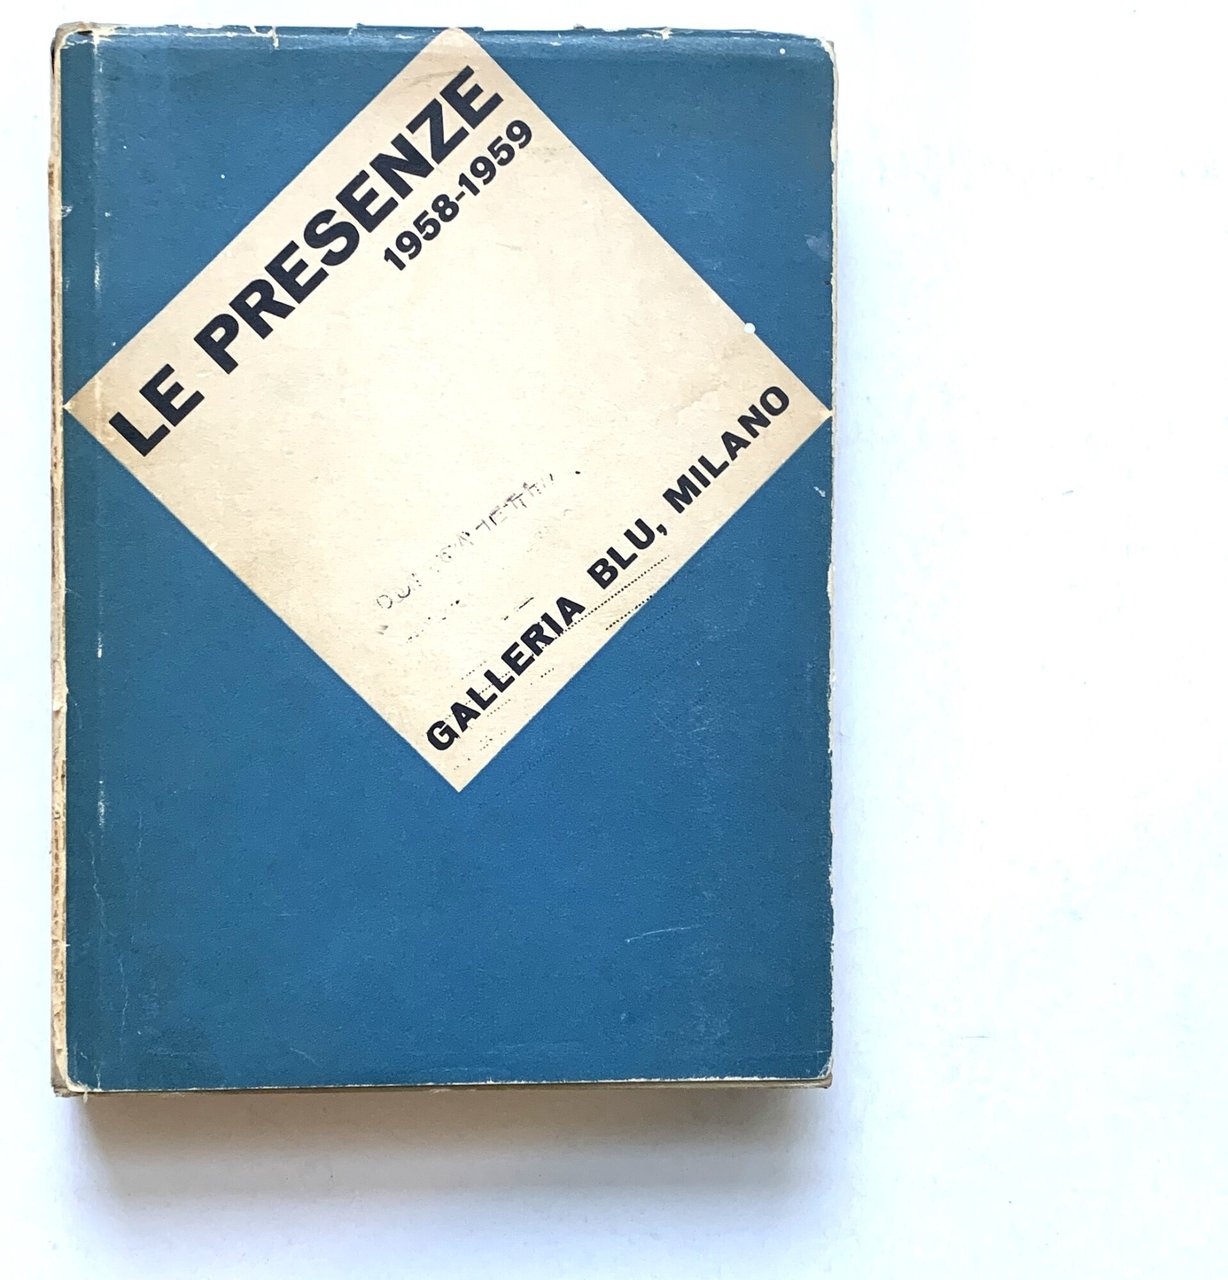 LE PRESENZE
1958-1959
GALLERIA BLU, MILANO